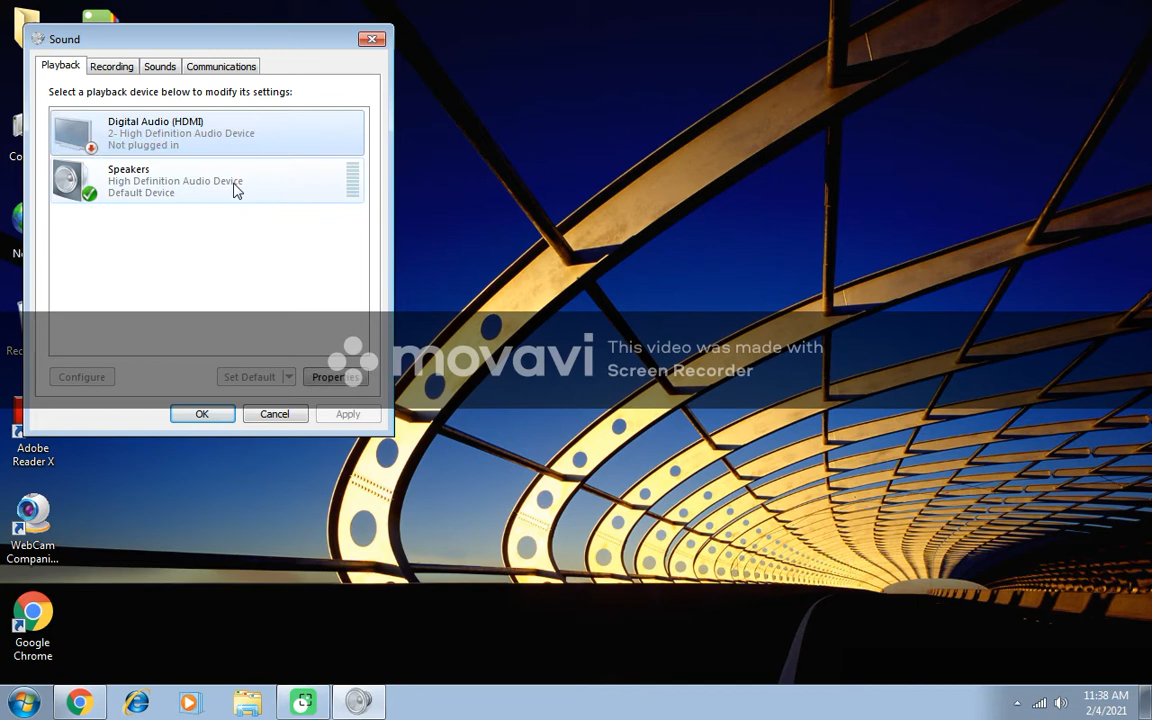 Sound
Playback Recording Sounds Communications
Select a playback device below to modify its settings:
Digital Audio (HDMI)
2- High Definition Audio Device
Not plugged in
Speakers
High Definition Audio Device
Default Device
Configure Set Default Properties
OK Cancel Apply
movavi
This video was made with
Screen Recorder
Adobe
Reader X
WebCam
Compani...
Google
Chrome
11:38 AM
2/4/2021